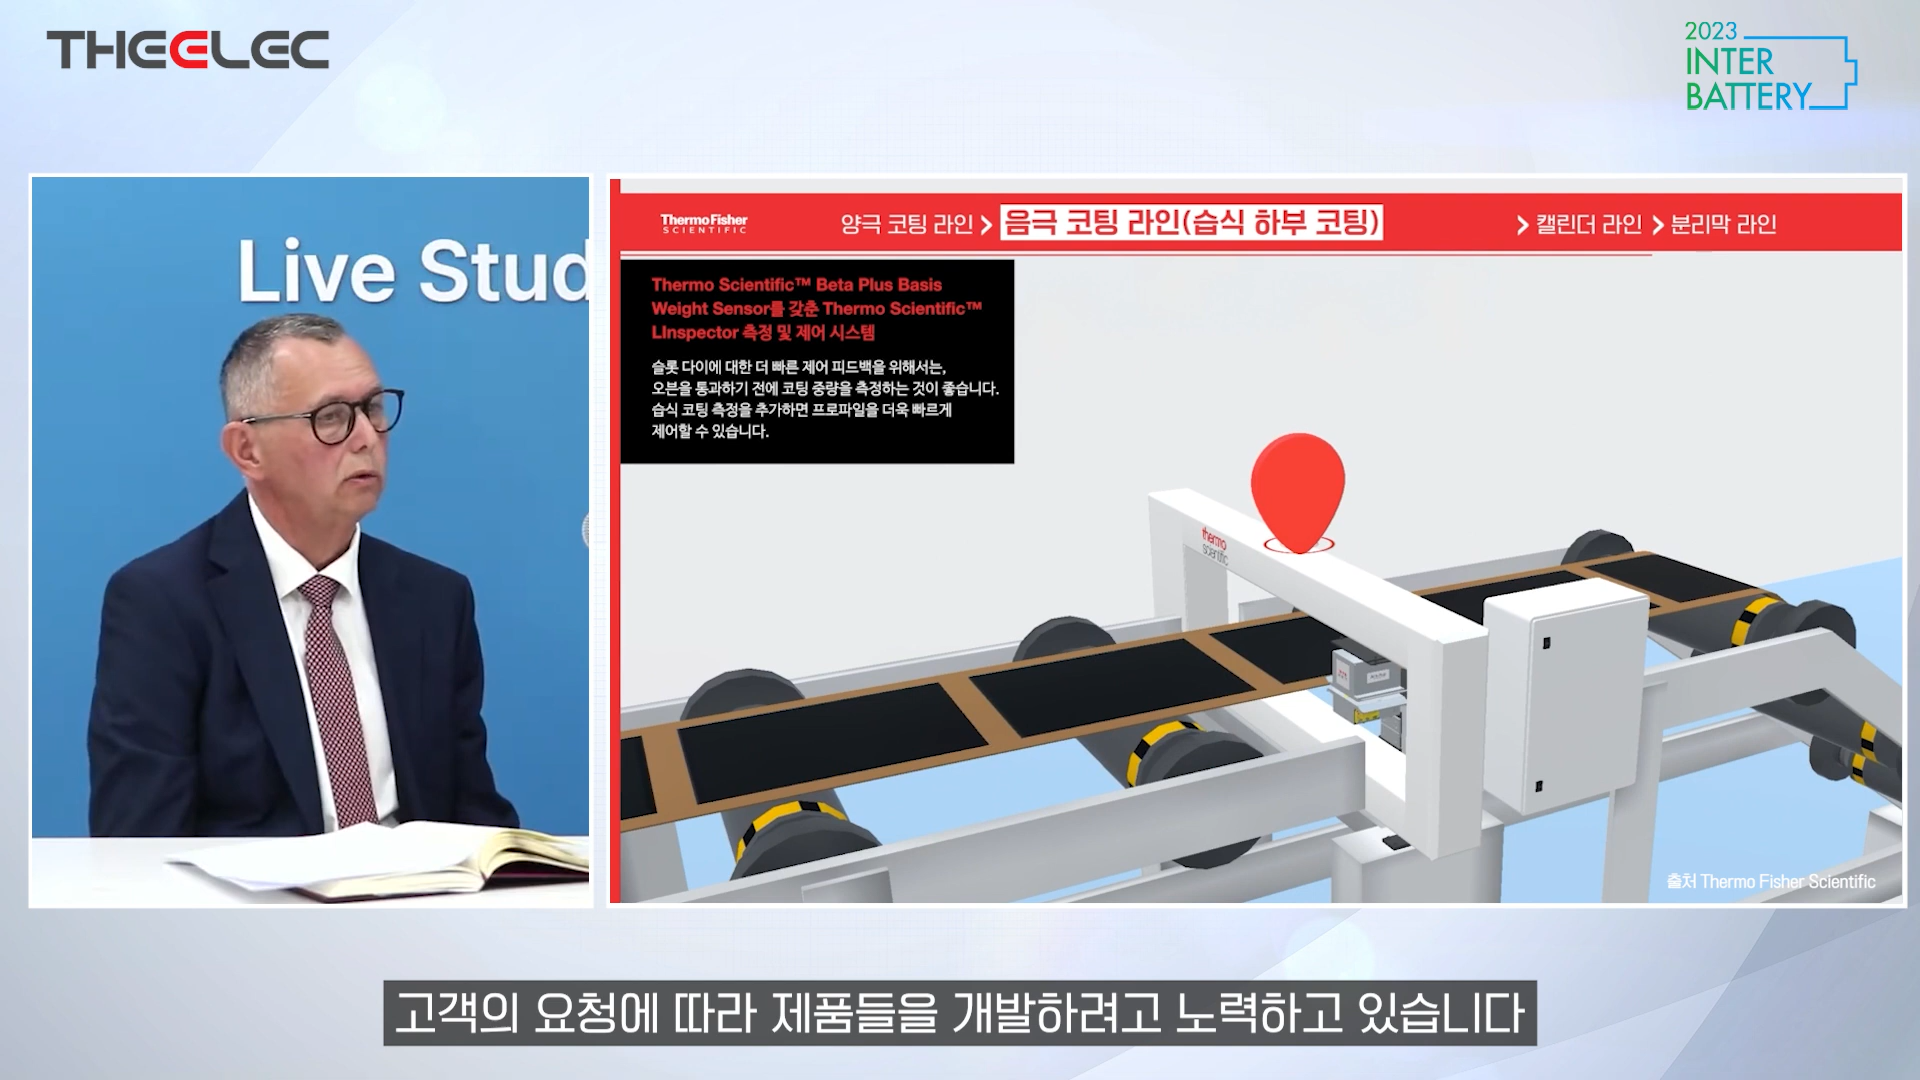 THEELEC
2023
INTER
BATTERY
Live Stud
ThermoFisher
SCIENTIFIC
양극 코팅 라인 > 음극 코팅 라인(습식 하부 코팅) > 캘린더 라인 > 분리막 라인
Thermo Scientific™ Beta Plus Basis
Weight Sensor를 갖춘 Thermo Scientific™
LInspector 측정 및 제어 시스템
슬롯 다이에 대한 더 빠른 제어 피드백을 위해서는,
오븐을 통과하기 전에 코팅 중량을 측정하는 것이 좋습니다.
습식 코팅 측정을 추가하면 프로파일을 더욱 빠르게
제어할 수 있습니다.
thermo
scientific
출처 Thermo Fisher Scientific
고객의 요청에 따라 제품들을 개발하려고 노력하고 있습니다